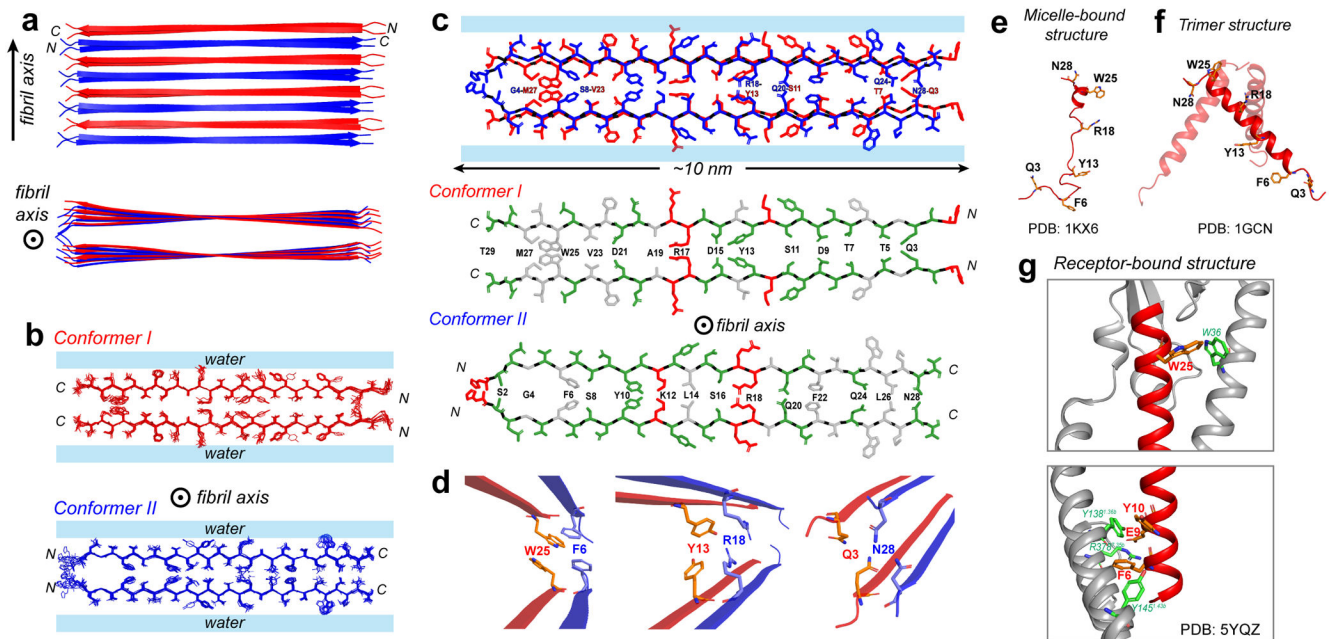 a
fibril axis
N
C
N
C
fibril
axis
b
Conformer I
water
C
N
N
water
fibril axis
Conformer II
water
N
C
N
C
water
c
G4-M27
S8-V23
R18-
Y13
Q20-S11
Q24-
T7
N28-Q3
~10 nm
Conformer I
C
N
T29 M27 W25 V23 D21 A19 R17 D15 Y13 S11 D9 T7 T5 Q3
C
N
Conformer II
fibril axis
N
C
S2 G4 F6 S8 Y10 K12 L14 S16 R18 Q20 F22 Q24 L26 N28
N
C
d
W25 F6
Y13
R18
Q3 N28
e
Micelle-bound
structure
N28
W25
R18
Q3
Y13
F6
PDB: 1KX6
f
Trimer structure
W25
N28
R18
Y13
F6
Q3
PDB: 1GCN
g
Receptor-bound structure
W36
W25
Y138
Y10
E9
F6
Y145
PDB: 5YQZ